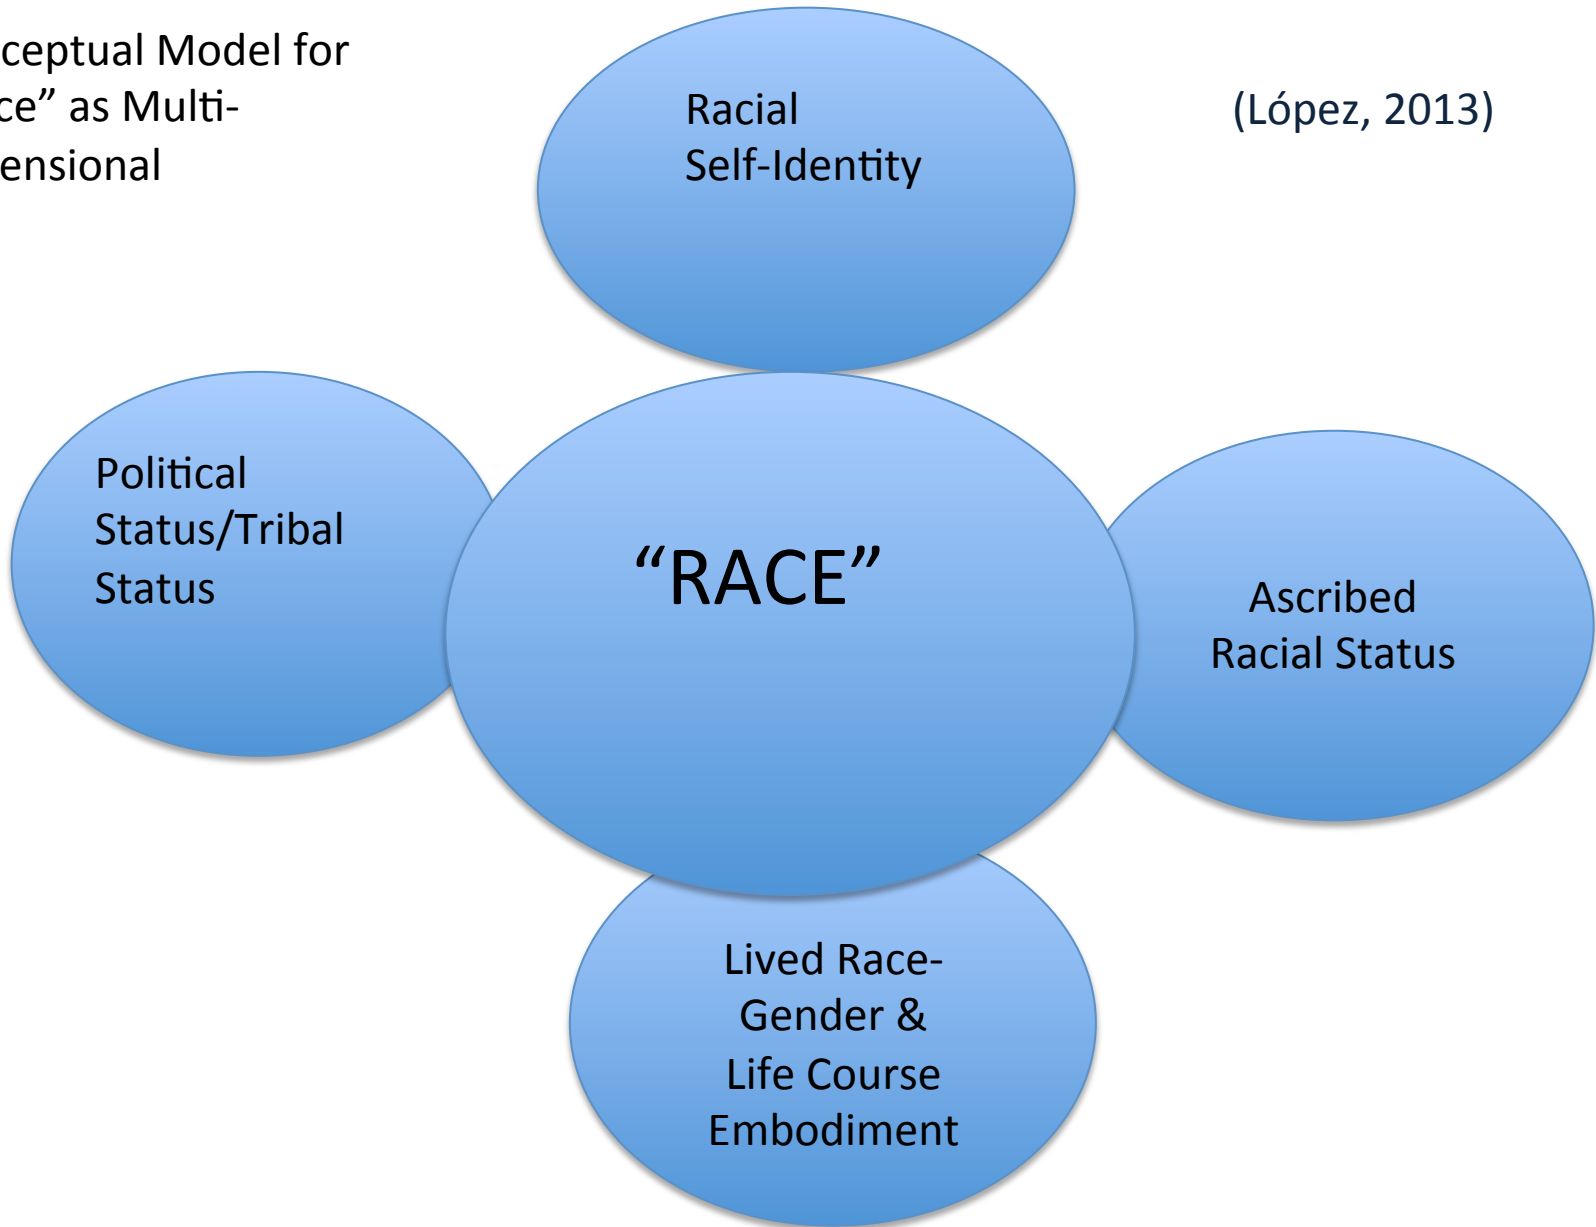 ceptual Model for
ce” as Multi-
ensional
(López, 2013)
Racial
Self-Identity
Political
Status/Tribal
Status
“RACE”
Ascribed
Racial Status
Lived Race-
Gender &
Life Course
Embodiment